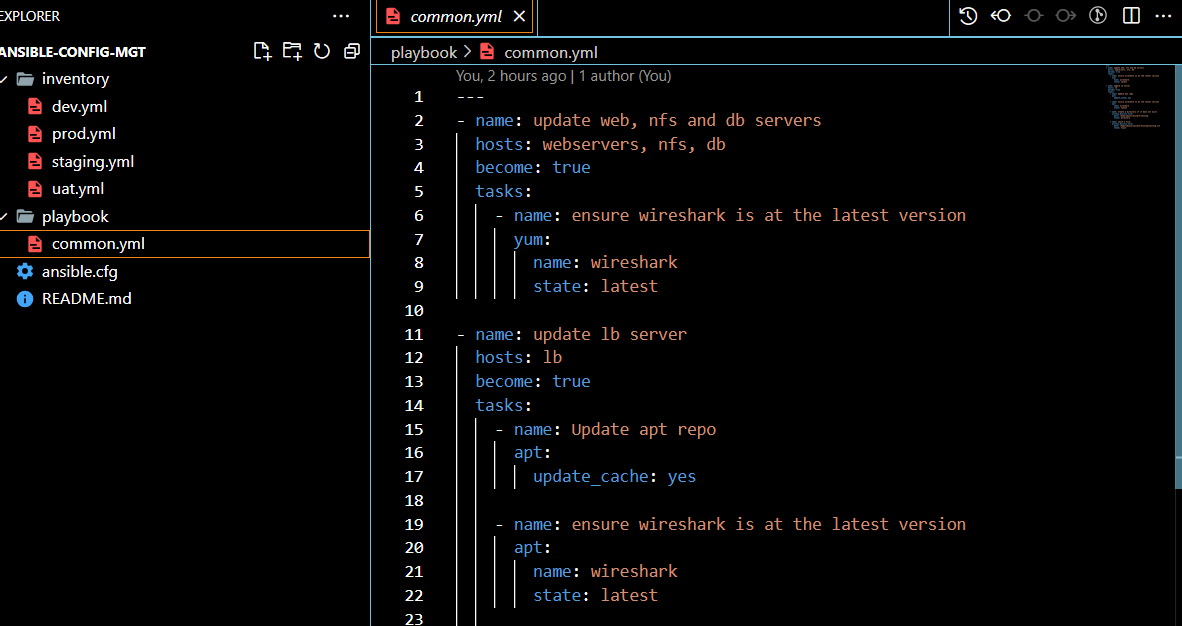 EXPLORER
ANSIBLE-CONFIG-MGT
inventory
dev.yml
prod.yml
staging.yml
uat.yml
playbook
common.yml
ansible.cfg
README.md
common.yml
playbook > common.yml
You, 2 hours ago | 1 author (You)
1 ---
2 - name: update web, nfs and db servers
3 hosts: webservers, nfs, db
4 become: true
5 tasks:
6 - name: ensure wireshark is at the latest version
7 yum:
8 name: wireshark
9 state: latest
10
11 - name: update lb server
12 hosts: lb
13 become: true
14 tasks:
15 - name: Update apt repo
16 apt:
17 update_cache: yes
18
19 - name: ensure wireshark is at the latest version
20 apt:
21 name: wireshark
22 state: latest
23